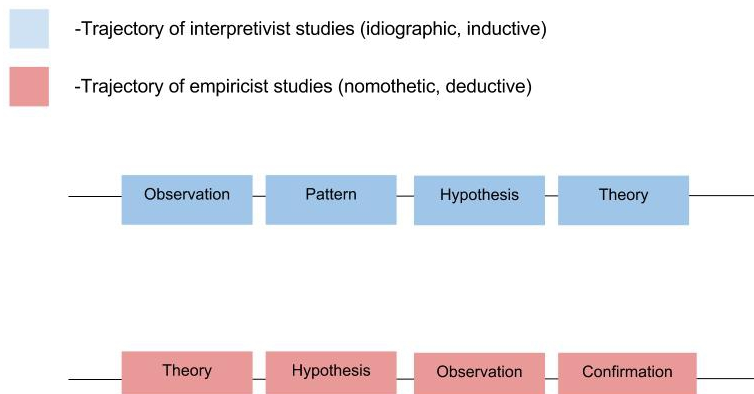 -Trajectory of interpretivist studies (idiographic, inductive)
-Trajectory of empiricist studies (nomothetic, deductive)
Observation Pattern Hypothesis Theory
Theory Hypothesis Observation Confirmation